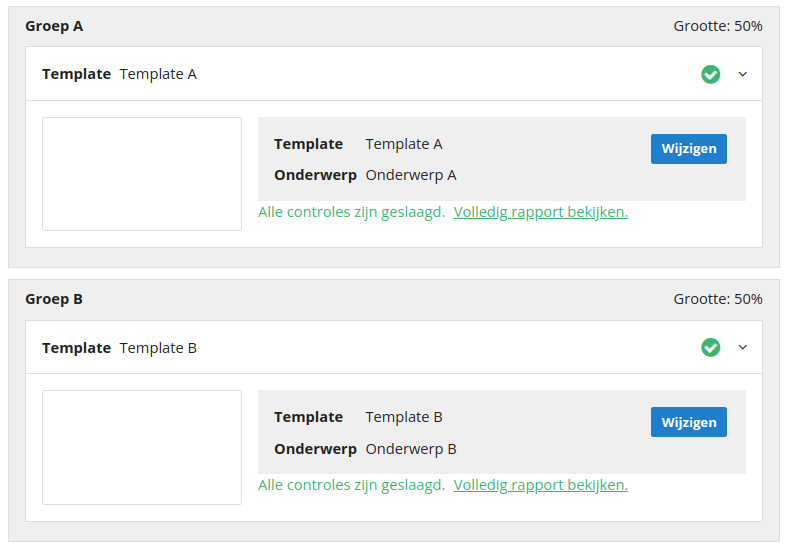 Groep A Grootte: 50%
Template Template A
Template Template A Wijzigen
Onderwerp Onderwerp A
Alle controles zijn geslaagd. Volledig rapport bekijken.
Groep B Grootte: 50%
Template Template B
Template Template B Wijzigen
Onderwerp Onderwerp B
Alle controles zijn geslaagd. Volledig rapport bekijken.